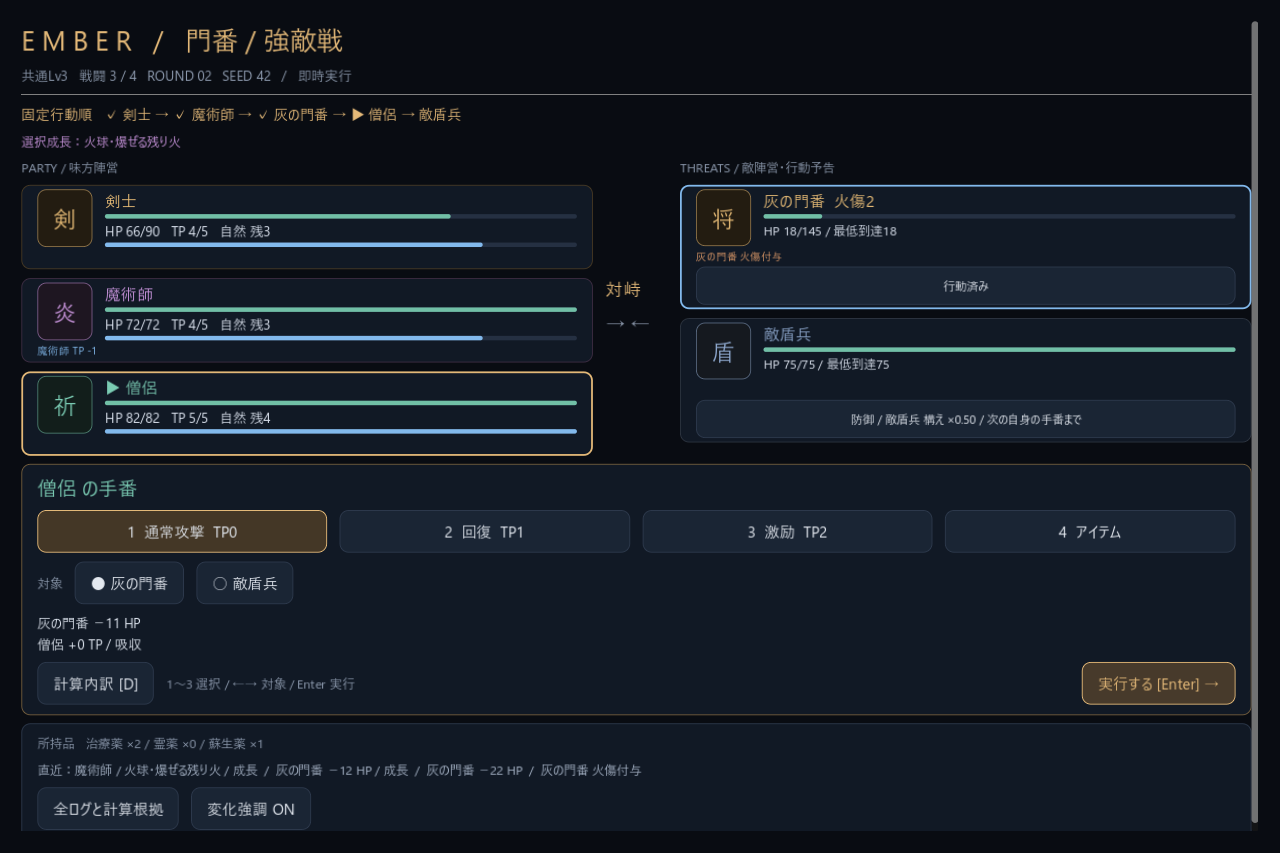 EMBER / 門番 / 強敵戦
共通Lv3 戦闘 3 / 4 ROUND 02 SEED 42 / 即時実行
固定行動順 ✓ 剣士 → ✓ 魔術師 → ✓ 灰の門番 → ▶ 僧侶 → 敵盾兵
選択成長：火球・爆ぜる残り火
PARTY / 味方陣営
剣
剣士
HP 66/90 TP 4/5 自然 残3
炎
魔術師
HP 72/72 TP 4/5 自然 残3
魔術師 TP -1
祈
▶ 僧侶
HP 82/82 TP 5/5 自然 残4
対峙
→ ←
THREATS / 敵陣営・行動予告
将
灰の門番 火傷2
HP 18/145 / 最低到達18
灰の門番 火傷付与
行動済み
盾
敵盾兵
HP 75/75 / 最低到達75
防御 / 敵盾兵 構え ×0.50 / 次の自身の手番まで
僧侶 の手番
1 通常攻撃 TP0
2 回復 TP1
3 激励 TP2
4 アイテム
対象 ● 灰の門番 ○ 敵盾兵
灰の門番 －11 HP
僧侶 +0 TP / 吸収
計算内訳 [D] 1～3 選択 / ←→ 対象 / Enter 実行
実行する [Enter] →
所持品 治療薬 ×2 / 霊薬 ×0 / 蘇生薬 ×1
直近：魔術師 / 火球・爆ぜる残り火 / 成長 / 灰の門番 －12 HP / 成長 / 灰の門番 －22 HP / 灰の門番 火傷付与
全ログと計算根拠 変化強調 ON